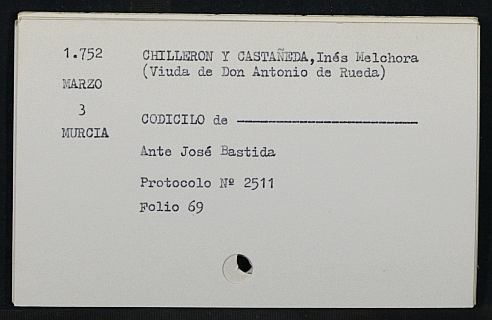 1.752 CHILLERON Y CASTAÑEDA,Inés Melchora
(Viuda de Don Antonio de Rueda)
MARZO
3
CODICILO de --------------------
MURCIA
Ante José Bastida
Protocolo Nº 2511
Folio 69